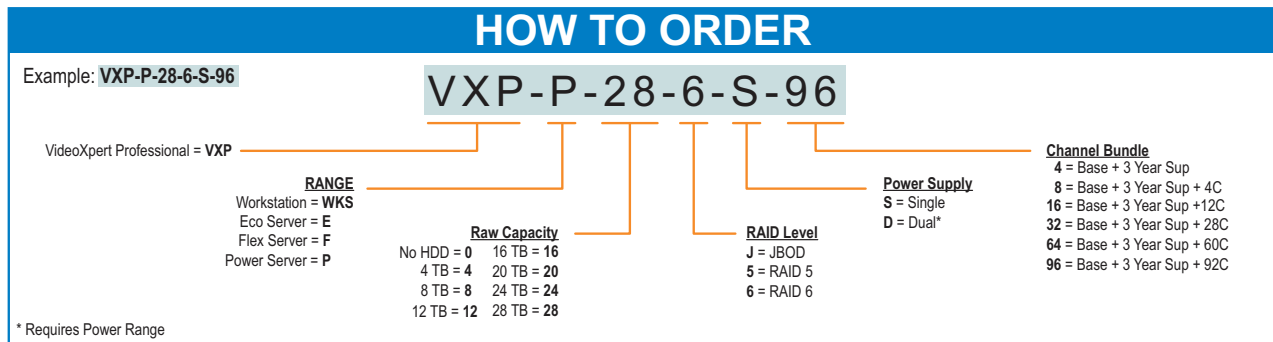 HOW TO ORDER
Example: VXP-P-28-6-S-96
VXP-P-28-6-S-96
VideoXpert Professional = VXP
RANGE
Workstation = WKS
Eco Server = E
Flex Server = F
Power Server = P
Raw Capacity
No HDD = 0 16 TB = 16
4 TB = 4 20 TB = 20
8 TB = 8 24 TB = 24
12 TB = 12 28 TB = 28
RAID Level
J = JBOD
5 = RAID 5
6 = RAID 6
Power Supply
S = Single
D = Dual*
Channel Bundle
4 = Base + 3 Year Sup
8 = Base + 3 Year Sup + 4C
16 = Base + 3 Year Sup +12C
32 = Base + 3 Year Sup + 28C
64 = Base + 3 Year Sup + 60C
96 = Base + 3 Year Sup + 92C
* Requires Power Range